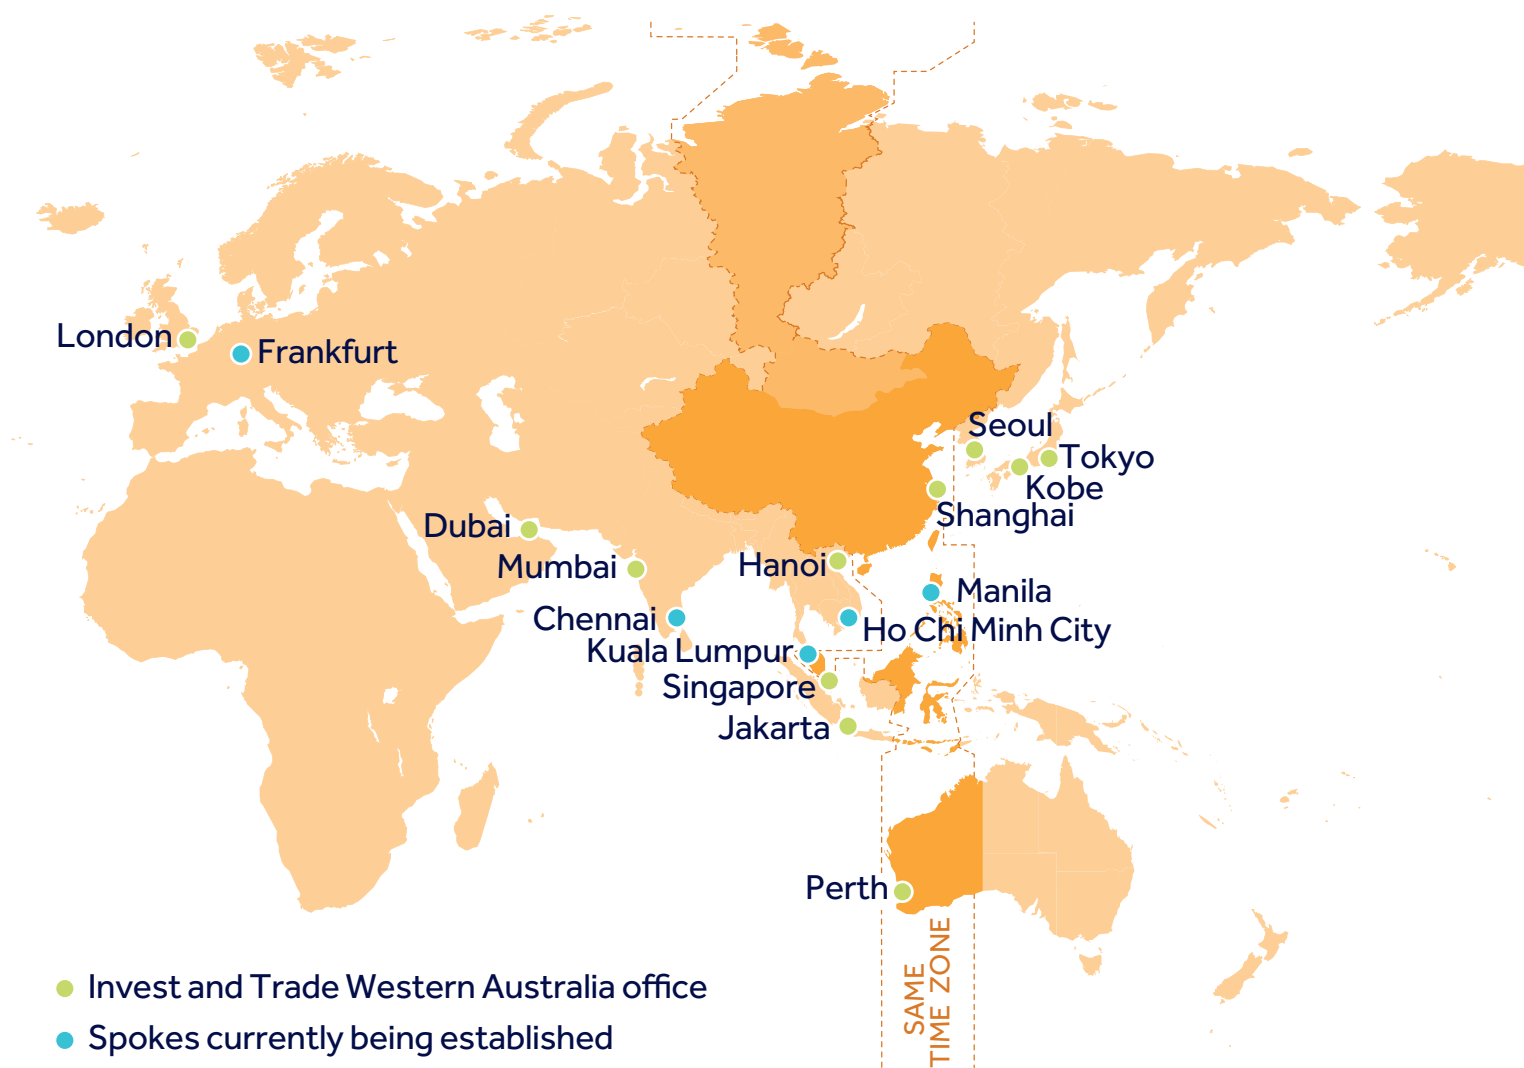 London
Frankfurt
Seoul
Tokyo
Kobe
Shanghai
Dubai
Mumbai
Hanoi
Manila
Chennai
Ho Chi Minh City
Kuala Lumpur
Singapore
Jakarta
Perth
SAME
TIME ZONE
Invest and Trade Western Australia office
Spokes currently being established